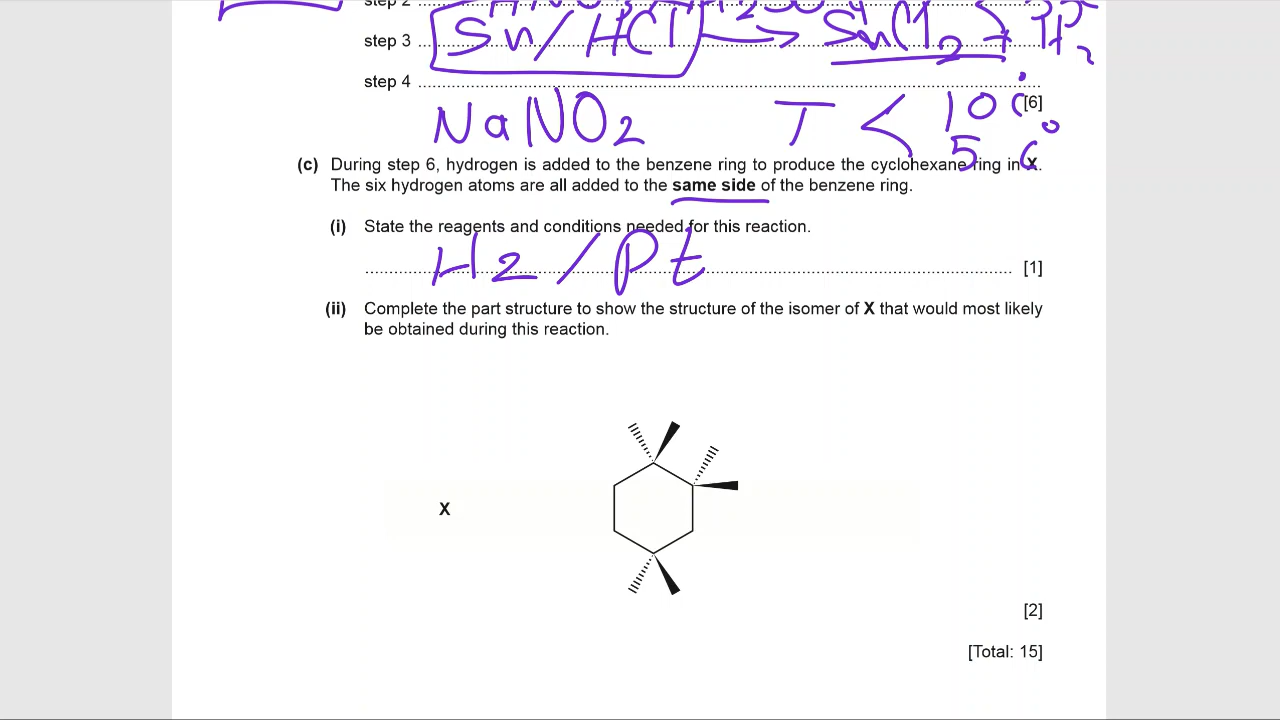 step 2
step 3 Sn/HCl → SnCl2 + H2
step 4
[6]
NaNO2 T < 10 C°
5 C°
(c) During step 6, hydrogen is added to the benzene ring to produce the cyclohexane ring in X.
The six hydrogen atoms are all added to the same side of the benzene ring.
(i) State the reagents and conditions needed for this reaction.
H2 / Pt
[1]
(ii) Complete the part structure to show the structure of the isomer of X that would most likely
be obtained during this reaction.
X
[2]
[Total: 15]